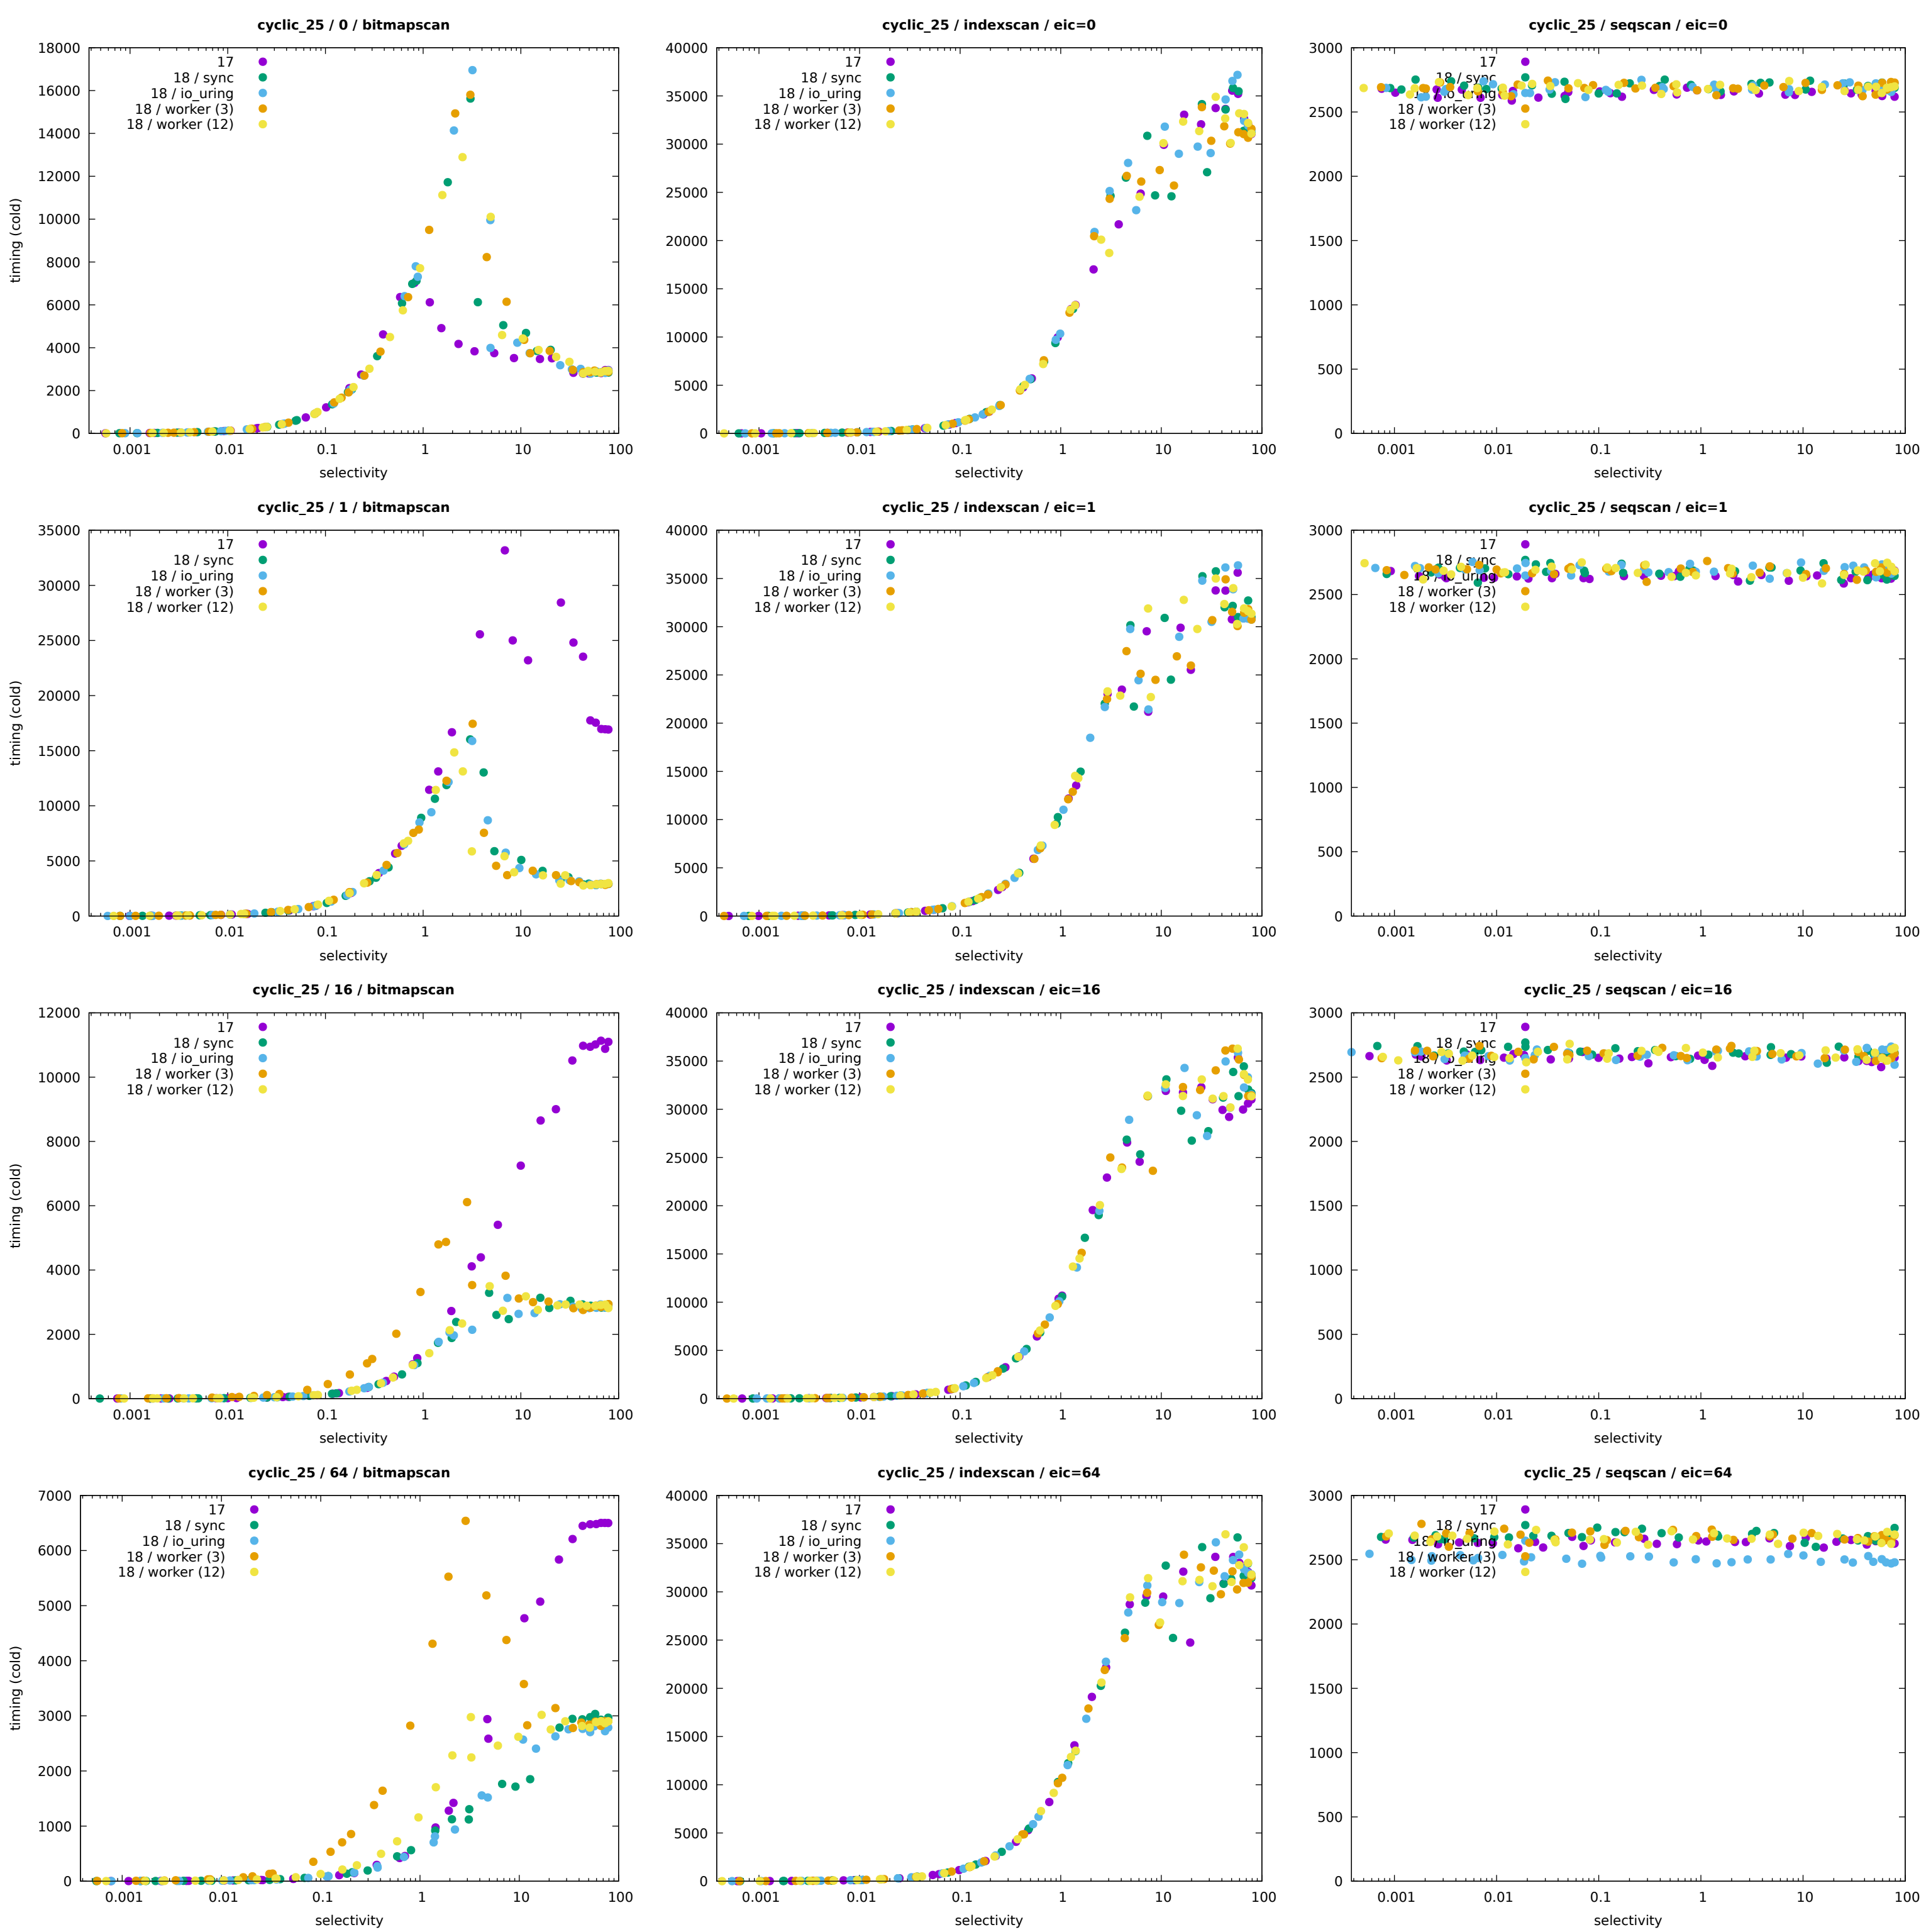 cyclic_25 / 0 / bitmapscan
timing (cold)
18000
16000
14000
12000
10000
8000
6000
4000
2000
0
17
18 / sync
18 / io_uring
18 / worker (3)
18 / worker (12)
0.001 0.01 0.1 1 10 100
selectivity
cyclic_25 / indexscan / eic=0
40000
35000
30000
25000
20000
15000
10000
5000
0
17
18 / sync
18 / io_uring
18 / worker (3)
18 / worker (12)
0.001 0.01 0.1 1 10 100
selectivity
cyclic_25 / seqscan / eic=0
3000
2500
2000
1500
1000
500
0
17
18 / sync
18 / io_uring
18 / worker (3)
18 / worker (12)
0.001 0.01 0.1 1 10 100
selectivity
cyclic_25 / 1 / bitmapscan
timing (cold)
35000
30000
25000
20000
15000
10000
5000
0
17
18 / sync
18 / io_uring
18 / worker (3)
18 / worker (12)
0.001 0.01 0.1 1 10 100
selectivity
cyclic_25 / indexscan / eic=1
40000
35000
30000
25000
20000
15000
10000
5000
0
17
18 / sync
18 / io_uring
18 / worker (3)
18 / worker (12)
0.001 0.01 0.1 1 10 100
selectivity
cyclic_25 / seqscan / eic=1
3000
2500
2000
1500
1000
500
0
17
18 / sync
18 / io_uring
18 / worker (3)
18 / worker (12)
0.001 0.01 0.1 1 10 100
selectivity
cyclic_25 / 16 / bitmapscan
timing (cold)
12000
10000
8000
6000
4000
2000
0
17
18 / sync
18 / io_uring
18 / worker (3)
18 / worker (12)
0.001 0.01 0.1 1 10 100
selectivity
cyclic_25 / indexscan / eic=16
40000
35000
30000
25000
20000
15000
10000
5000
0
17
18 / sync
18 / io_uring
18 / worker (3)
18 / worker (12)
0.001 0.01 0.1 1 10 100
selectivity
cyclic_25 / seqscan / eic=16
3000
2500
2000
1500
1000
500
0
17
18 / sync
18 / io_uring
18 / worker (3)
18 / worker (12)
0.001 0.01 0.1 1 10 100
selectivity
cyclic_25 / 64 / bitmapscan
timing (cold)
7000
6000
5000
4000
3000
2000
1000
0
17
18 / sync
18 / io_uring
18 / worker (3)
18 / worker (12)
0.001 0.01 0.1 1 10 100
selectivity
cyclic_25 / indexscan / eic=64
40000
35000
30000
25000
20000
15000
10000
5000
0
17
18 / sync
18 / io_uring
18 / worker (3)
18 / worker (12)
0.001 0.01 0.1 1 10 100
selectivity
cyclic_25 / seqscan / eic=64
3000
2500
2000
1500
1000
500
0
17
18 / sync
18 / io_uring
18 / worker (3)
18 / worker (12)
0.001 0.01 0.1 1 10 100
selectivity